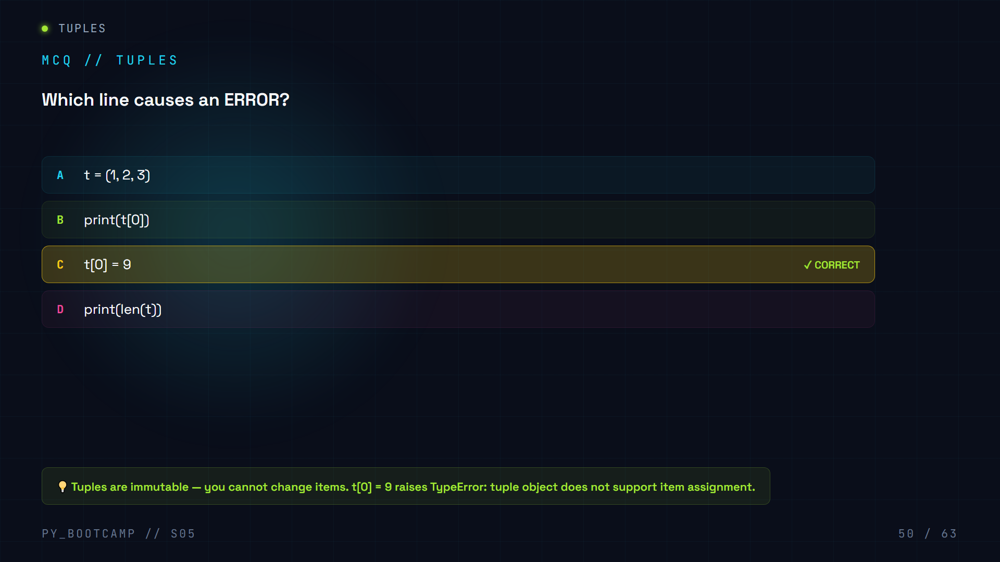 TUPLES
MCQ // TUPLES
Which line causes an ERROR?
A t = (1, 2, 3)
B print(t[0])
C t[0] = 9 ✓ CORRECT
D print(len(t))
💡 Tuples are immutable — you cannot change items. t[0] = 9 raises TypeError: tuple object does not support item assignment.
PY_BOOTCAMP // S05
50 / 63